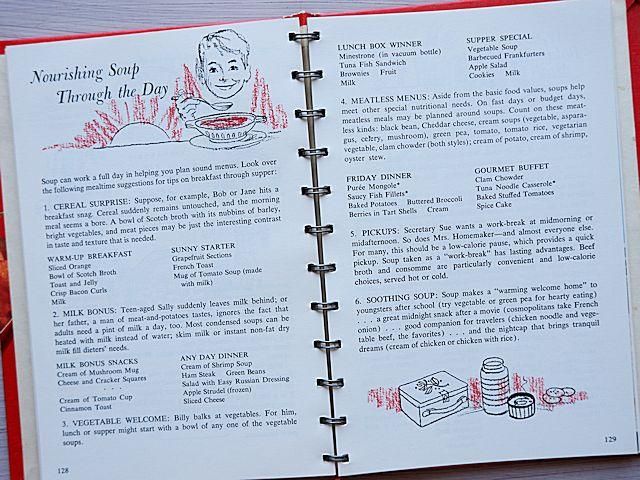 Nourishing Soup
Through the Day
Soup can work a full day in helping you plan sound menus. Look over
the following mealtime suggestions for tips on breakfast through supper:
1. CEREAL SURPRISE: Suppose, for example, Bob or Jane hits a
breakfast snag. Cereal suddenly remains untouched, and the morning
meal seems a bore. A bowl of Scotch broth with its nubbins of barley,
bright vegetables, and meat pieces may be just the interesting contrast
in taste and texture that is needed.
WARM-UP BREAKFAST
Sliced Orange
Bowl of Scotch Broth
Toast and Jelly
Crisp Bacon Curls
Milk
SUNNY STARTER
Grapefruit Sections
French Toast
Mug of Tomato Soup (made
with milk)
2. MILK BONUS: Teen-aged Sally suddenly leaves milk behind; or
her father, a man of meat-and-potatoes tastes, ignores the fact that
adults need a pint of milk a day, too. Most condensed soups can be
heated with milk instead of water; skim milk or instant non-fat dry
milk fill dieters' needs.
MILK BONUS SNACKS
Cream of Mushroom Mug
Cheese and Cracker Squares
. . .
Cream of Tomato Cup
Cinnamon Toast
ANY DAY DINNER
Cream of Shrimp Soup
Ham Steak Green Beans
Salad with Easy Russian Dressing
Apple Strudel (frozen)
Sliced Cheese
3. VEGETABLE WELCOME: Billy balks at vegetables. For him,
lunch or supper might start with a bowl of any one of the vegetable
soups.
128
LUNCH BOX WINNER
Minestrone (in vacuum bottle)
Tuna Fish Sandwich
Brownies Fruit
Milk
SUPPER SPECIAL
Vegetable Soup
Barbecued Frankfurters
Apple Salad
Cookies Milk
4. MEATLESS MENUS: Aside from the basic food values, soups help
meet other special nutritional needs. On fast days or budget days,
meatless meals may be planned around soups. Count on these meat-
less kinds: black bean, Cheddar cheese, cream soups (vegetable, aspara-
gus, celery, mushroom), green pea, tomato, tomato rice, vegetarian
vegetable, clam chowder (both styles); cream of potato, cream of shrimp,
oyster stew.
FRIDAY DINNER
Purée Mongole*
Saucy Fish Fillets*
Baked Potatoes Buttered Broccoli
Berries in Tart Shells Cream
GOURMET BUFFET
Clam Chowder
Tuna Noodle Casserole*
Baked Stuffed Tomatoes
Spice Cake
5. PICKUPS: Secretary Sue wants a work-break at midmorning or
midafternoon. So does Mrs. Homemaker—and almost everyone else.
For many, this should be a low-calorie pause, which provides a quick
pickup. Soup taken as a "work-break" has lasting advantages. Beef
broth and consomme are particularly convenient and low-calorie
choices, served hot or cold.
6. SOOTHING SOUP: Soup makes a "warming welcome home" to
youngsters after school (try vegetable or green pea for hearty eating)
. . . . a great midnight snack after a movie (cosmopolitans take French
onion) . . . . good companion for travelers (chicken noodle and vege-
table beef, the favorites) . . . . and the nightcap that brings tranquil
dreams (cream of chicken or chicken with rice).
129